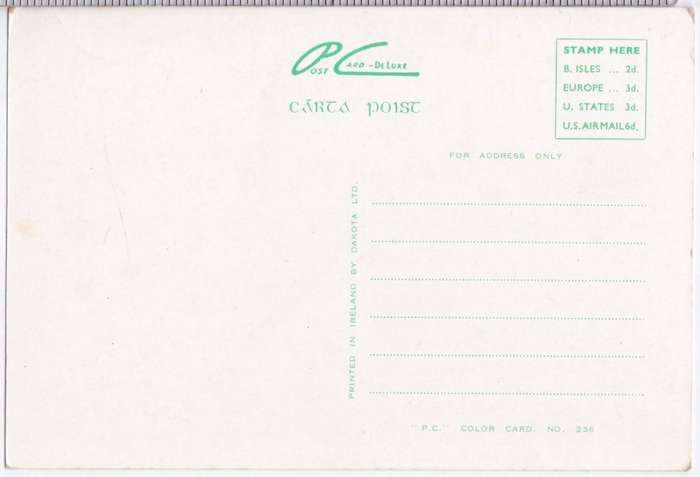 Post Card-De Luxe
Cárta Poist
STAMP HERE
B. ISLES ... 2d.
EUROPE ... 3d.
U. STATES 3d.
U.S. AIRMAIL 6d.
FOR ADDRESS ONLY
PRINTED IN IRELAND BY DAKOTA LTD.
"P.C." COLOR CARD. NO. 236